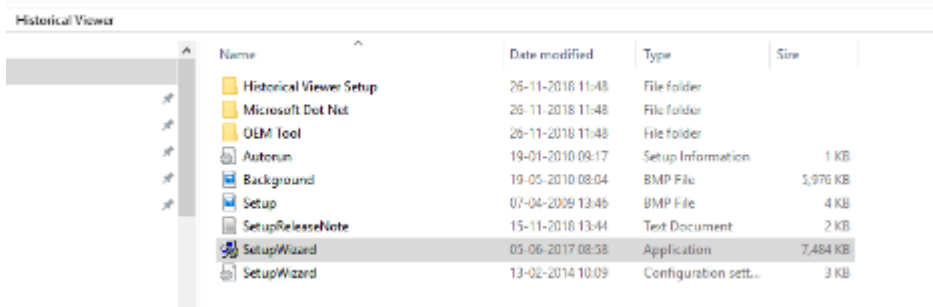 Historical Viewer
Name Date modified Type Size
Historical Viewer Setup 26-11-2018 11:48 File folder
Microsoft Dot Net 26-11-2018 11:48 File folder
OEM Tool 26-11-2018 11:48 File folder
Autorun 19-01-2010 09:17 Setup Information 1 KB
Background 19-05-2010 08:04 BMP File 5,976 KB
Setup 07-04-2009 13:46 BMP File 4 KB
SetupReleaseNote 15-11-2018 13:44 Text Document 2 KB
SetupWizard 05-06-2017 08:58 Application 7,484 KB
SetupWizard 13-02-2014 10:09 Configuration sett... 3 KB